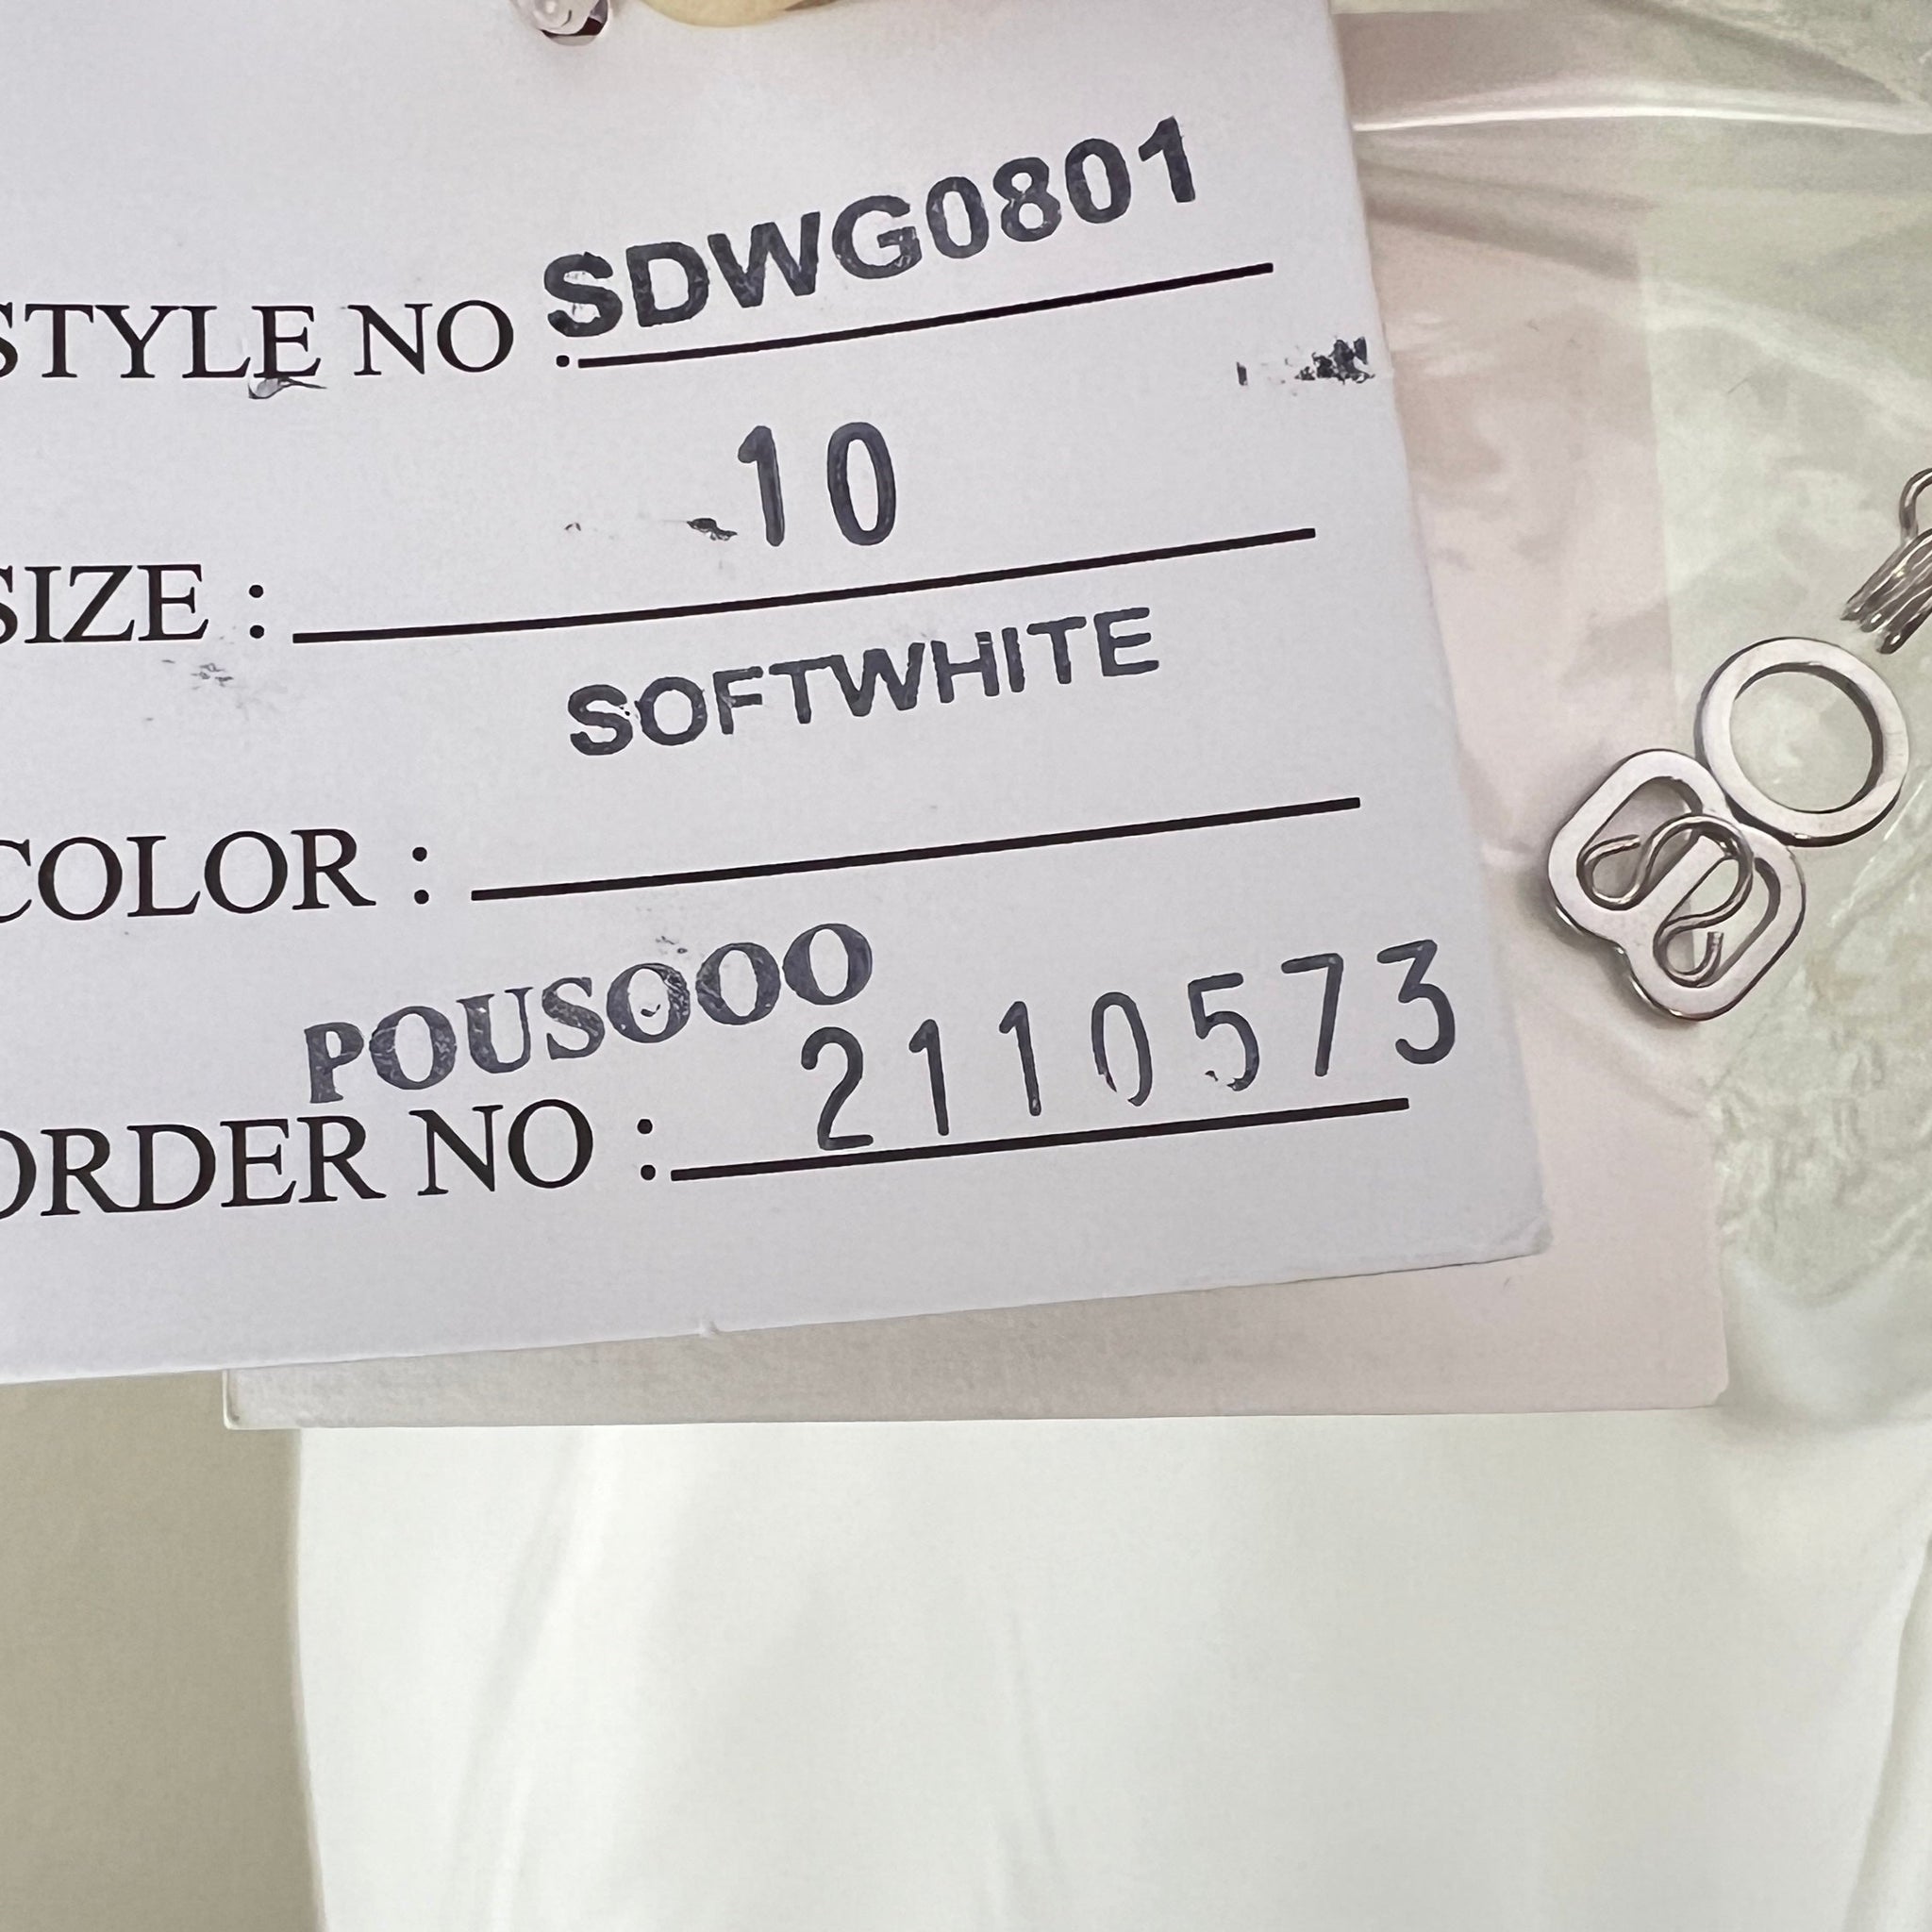 STYLE NO : SDWG0801
SIZE : 10
COLOR : SOFTWHITE
ORDER NO : POUSOOO 2110573